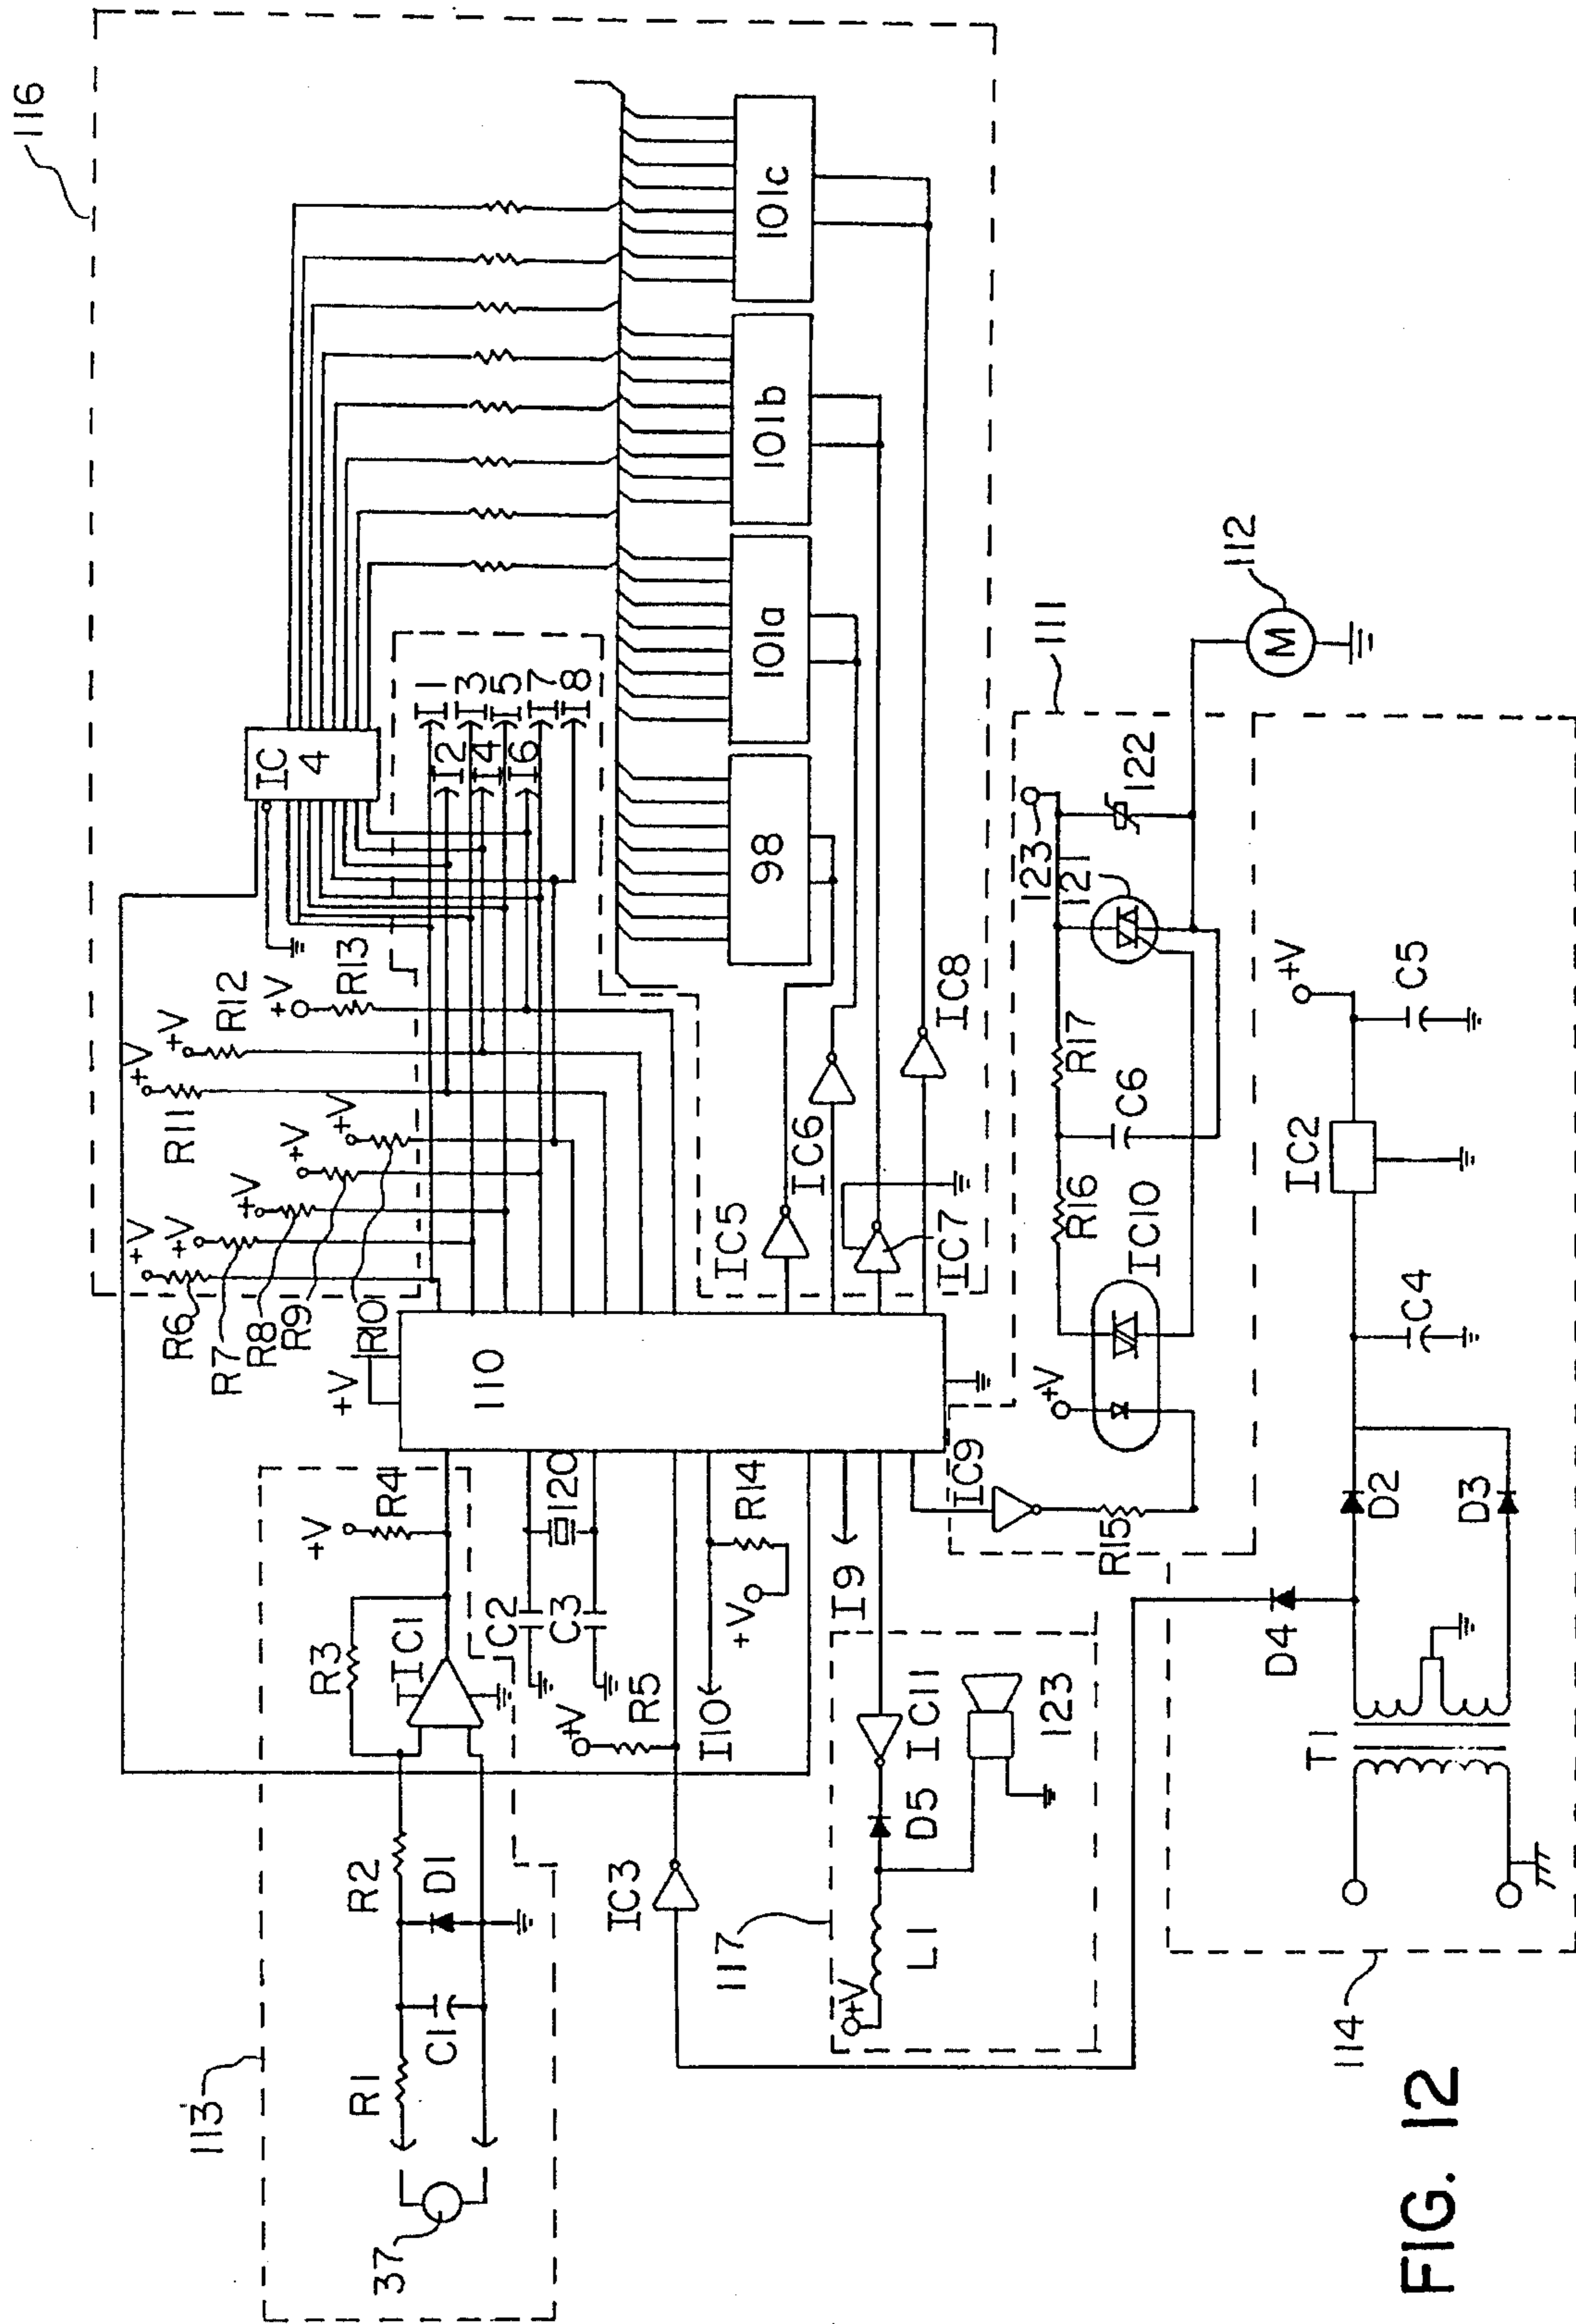 116
+V
R11
+V
R12
+V
R13
IC
4
I1
I2
I3
I4
I5
I6
I7
I8
+V
R6
+V
R7
+V
R8
+V
R9
+V
R10
98
101a
101b
101c
IC5
IC6
IC7
IC8
+V
110
113
37
R1
C1
R2
D1
R3
IC1
+V
R4
C2
C3
120
+V
R5
IC3
I10
+V
R14
I9
117
+V
L1
D5
IC11
123
IC9
R15
+V
IC10
R16
C6
R17
121
123
122
111
M
112
114
T1
D4
D2
D3
C4
IC2
+V
C5
FIG. 12